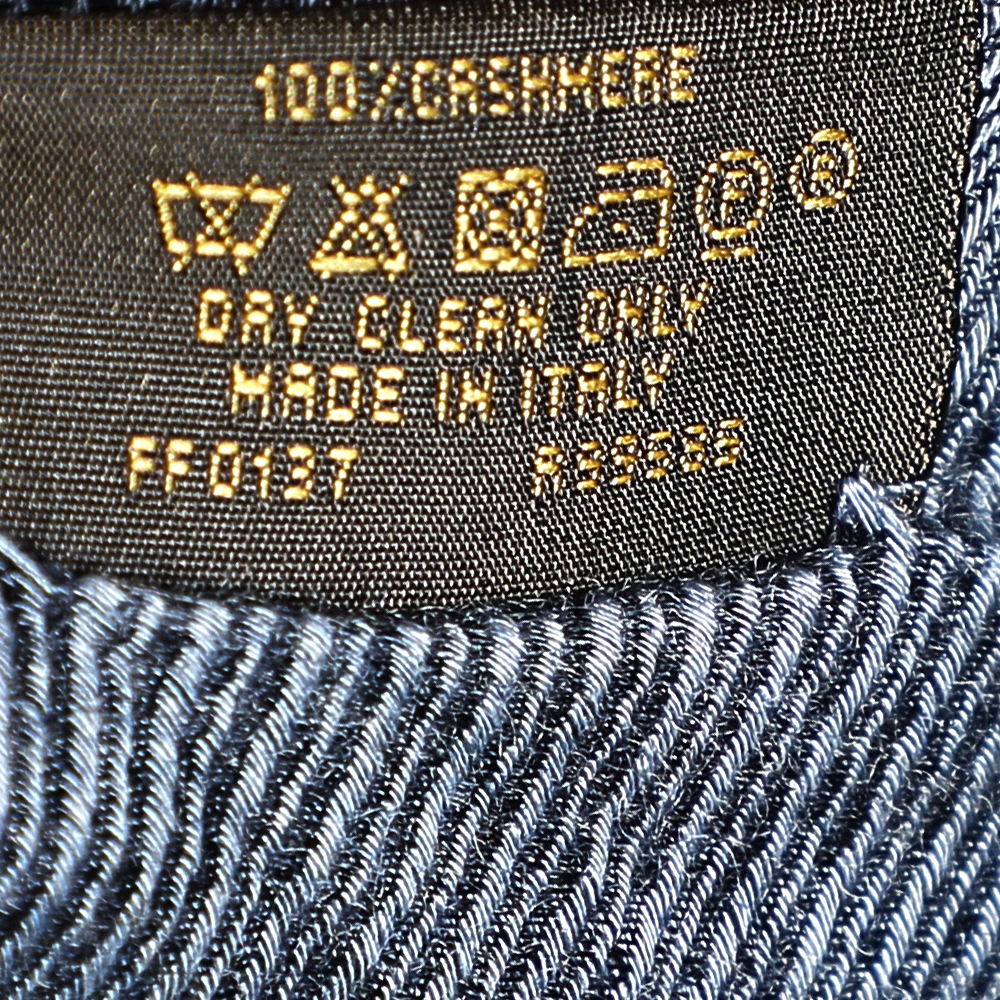 100%CASHMERE
P R
DRY CLEAN ONLY
MADE IN ITALY
FF0137